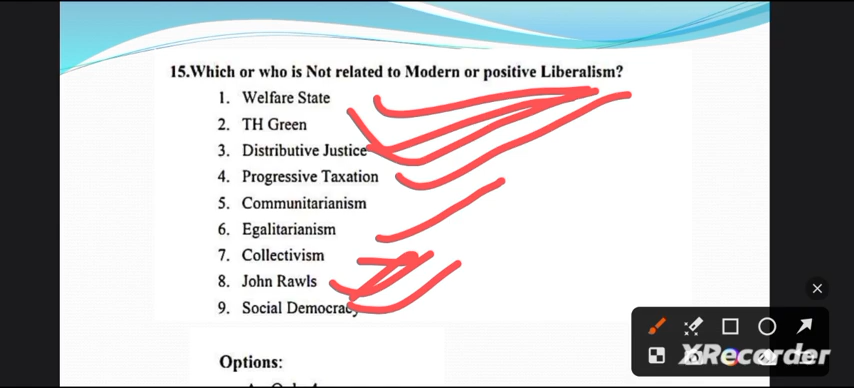 15.Which or who is Not related to Modern or positive Liberalism?
1. Welfare State
2. TH Green
3. Distributive Justice
4. Progressive Taxation
5. Communitarianism
6. Egalitarianism
7. Collectivism
8. John Rawls
9. Social Democracy
Options:
XRecorder